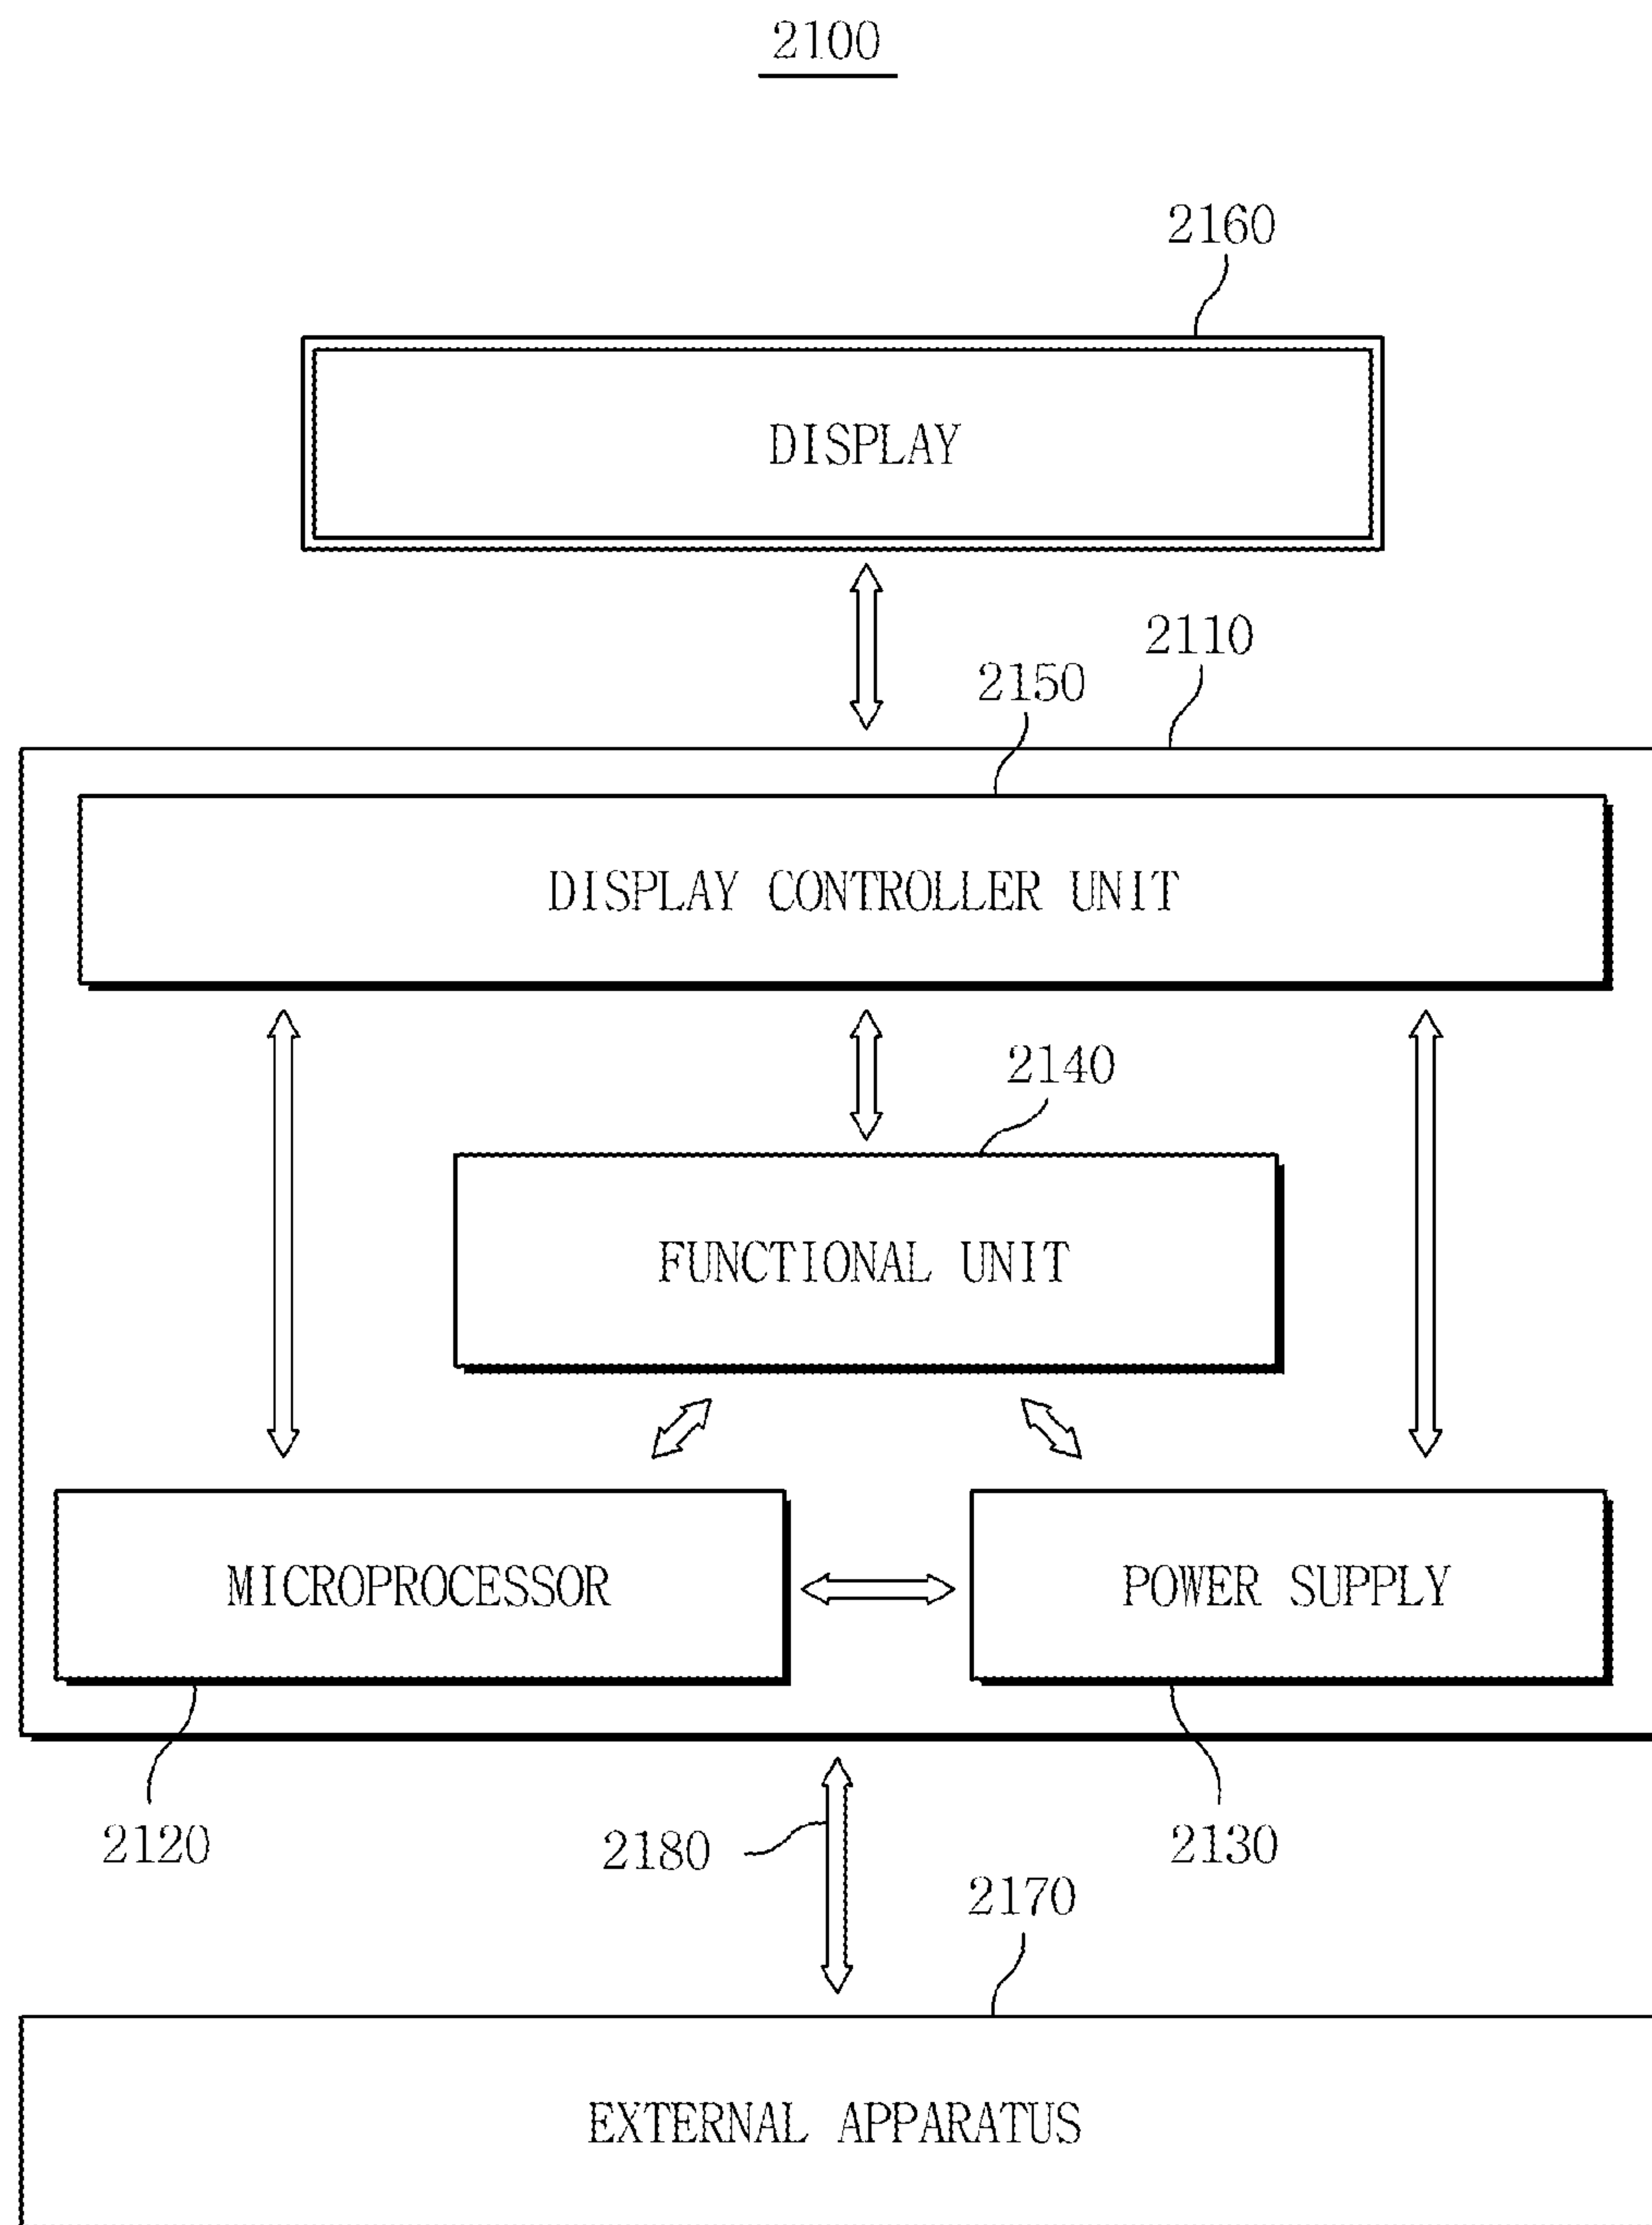 2100
2160
DISPLAY
2110
2150
DISPLAY CONTROLLER UNIT
2140
FUNCTIONAL UNIT
MICROPROCESSOR
POWER SUPPLY
2120
2180
2130
2170
EXTERNAL APPARATUS